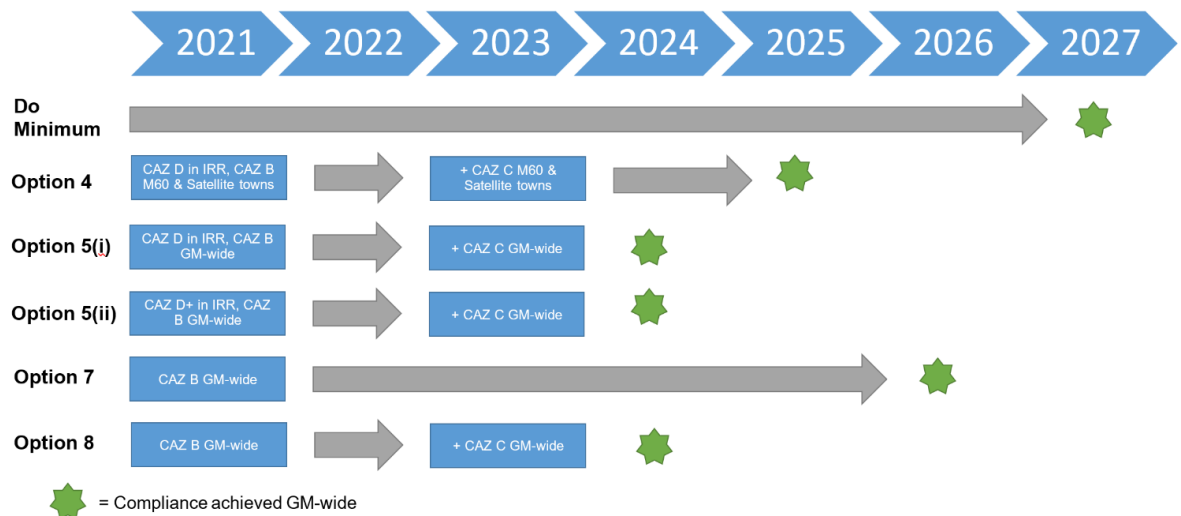 2021 2022 2023 2024 2025 2026 2027
Do
Minimum
Option 4
CAZ D in IRR, CAZ B
M60 & Satellite towns
+ CAZ C M60 &
Satellite towns
Option 5(i)
CAZ D in IRR, CAZ B
GM-wide
+ CAZ C GM-wide
Option 5(ii)
CAZ D+ in IRR, CAZ
B GM-wide
+ CAZ C GM-wide
Option 7
CAZ B GM-wide
Option 8
CAZ B GM-wide
+ CAZ C GM-wide
= Compliance achieved GM-wide